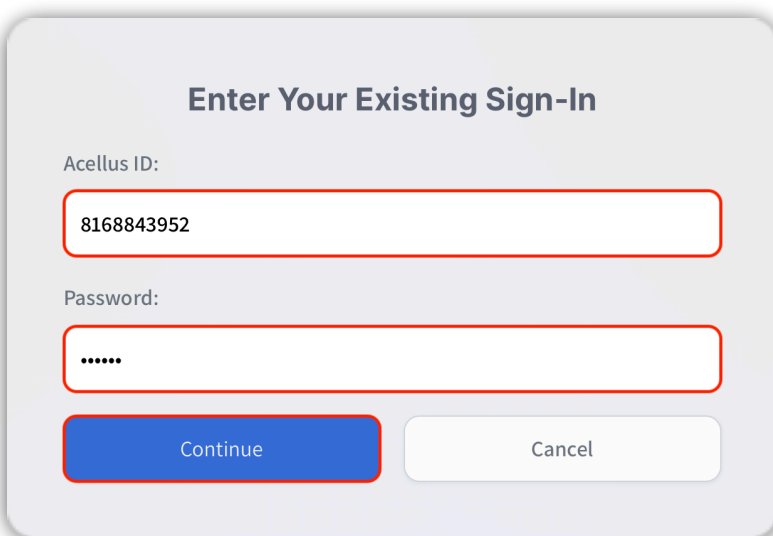 Enter Your Existing Sign-In
Acellus ID:
8168843952
Password:
••••••
Continue
Cancel